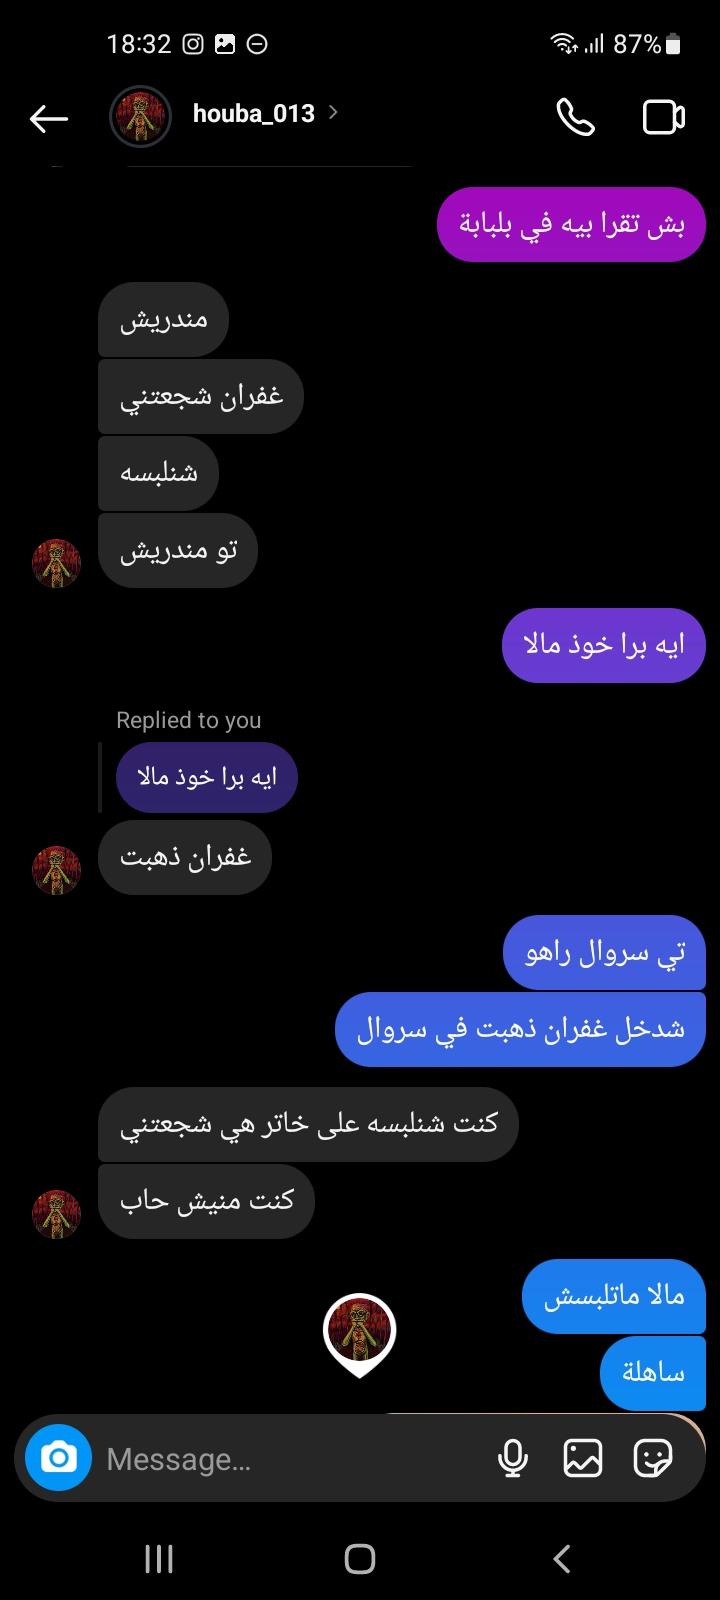 18:32
87%
houba_013
بش تقرا بيه في بلبابة
مندريش
غفران شجعتني
شنلبسه
تو مندريش
ايه برا خوذ مالا
Replied to you
ايه برا خوذ مالا
غفران ذهبت
تي سروال راهو
شدخل غفران ذهبت في سروال
كنت شنلبسه على خاتر هي شجعتني
كنت منيش حاب
مالا ماتلبسش
ساهلة
Message...